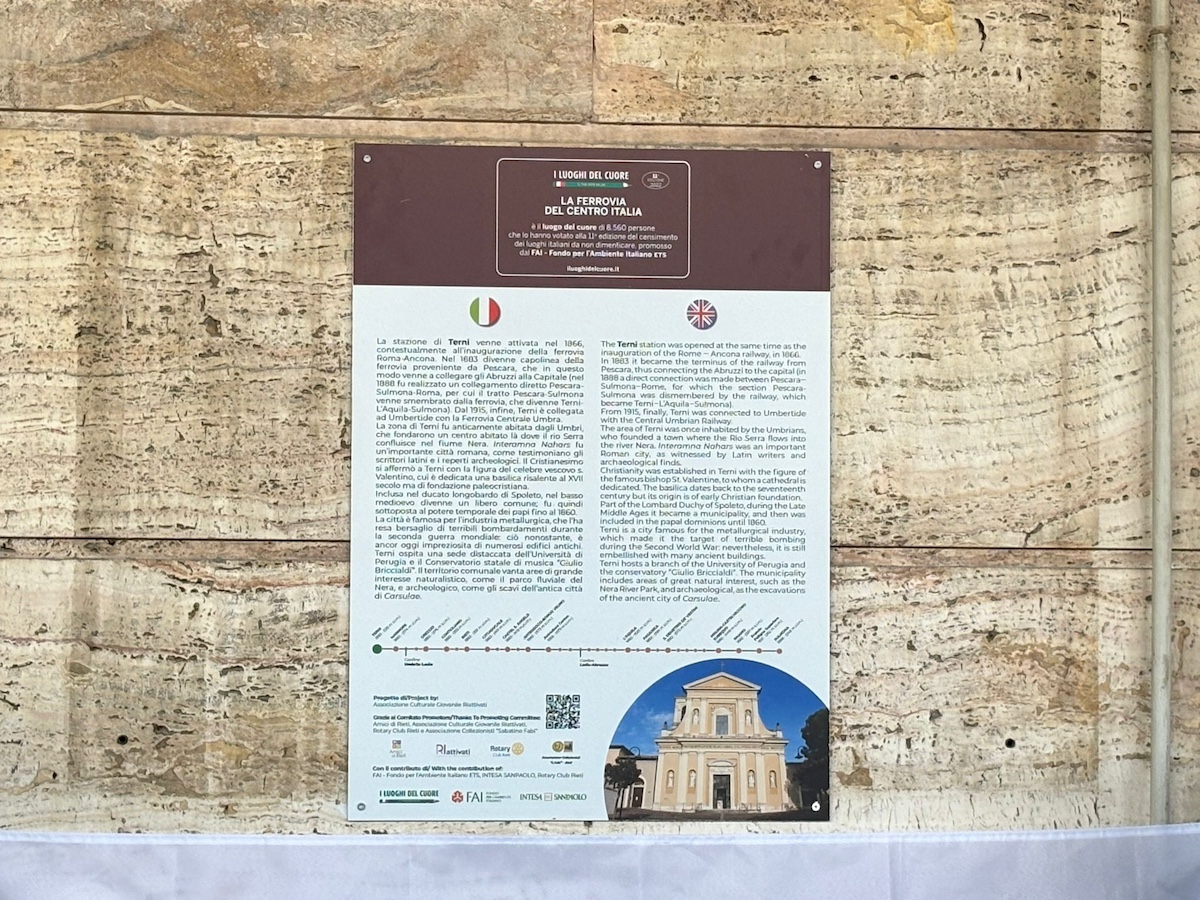 I LUOGHI DEL CUORE
LA FERROVIA
DEL CENTRO ITALIA
è il luogo del cuore di 8.560 persone
che lo hanno votato alla 11ª edizione del censimento
dei luoghi italiani da non dimenticare, promosso
dal FAI - Fondo per l'Ambiente Italiano ETS
iluoghidelcuore.it
La stazione di Terni venne attivata nel 1866,
contestualmente all'inaugurazione della ferrovia
Roma-Ancona. Nel 1883 divenne capolinea della
ferrovia proveniente da Pescara, che in questo
modo venne a collegare gli Abruzzi alla Capitale (nel
1888 fu realizzato un collegamento diretto Pescara-
Sulmona-Roma, per cui il tratto Pescara-Sulmona
venne smembrato dalla ferrovia, che divenne Terni-
L'Aquila-Sulmona). Dal 1915, infine, Terni è collegata
ad Umbertide con la Ferrovia Centrale Umbra.
La zona di Terni fu anticamente abitata dagli Umbri,
che fondarono un centro abitato là dove il rio Serra
confluisce nel fiume Nera. Interamna Nahars fu
un'importante città romana, come testimoniano gli
scrittori latini e i reperti archeologici. Il Cristianesimo
si affermò a Terni con la figura del celebre vescovo s.
Valentino, cui è dedicata una basilica risalente al XVII
secolo ma di fondazione paleocristiana.
Inclusa nel ducato longobardo di Spoleto, nel basso
medioevo divenne un libero comune; fu quindi
sottoposta al potere temporale dei papi fino al 1860.
La città è famosa per l'industria metallurgica, che l'ha
resa bersaglio di terribili bombardamenti durante
la seconda guerra mondiale: ciò nonostante, è
ancor oggi impreziosita di numerosi edifici antichi.
Terni ospita una sede distaccata dell'Università di
Perugia e il Conservatorio statale di musica "Giulio
Briccialdi". Il territorio comunale vanta aree di grande
interesse naturalistico, come il parco fluviale del
Nera, e archeologico, come gli scavi dell'antica città
di Carsulae.
The Terni station was opened at the same time as the
inauguration of the Rome – Ancona railway, in 1866.
In 1883 it became the terminus of the railway from
Pescara, thus connecting the Abruzzi to the capital (in
1888 a direct connection was made between Pescara–
Sulmona–Rome, for which the section Pescara-
Sulmona was dismembered by the railway, which
became Terni–L'Aquila–Sulmona).
From 1915, finally, Terni were connected to Umbertide
with the Central Umbrian Railway.
The area of Terni was once inhabited by the Umbrians,
who founded a town where the Rio Serra flows into
the river Nera. Interamna Nahars was an important
Roman city, as witnessed by Latin writers and
archaeological finds.
Christianity was established in Terni with the figure of
the famous bishop St. Valentine, to whom a cathedral is
dedicated. The basilica dates back to the seventeenth
century but its origin is of early Christian foundation.
Part of the Lombard Duchy of Spoleto, during the Late
Middle Ages it became a municipality, and then was
included in the papal dominions until 1860.
Terni is a city famous for the metallurgical industry,
which made it the target of terrible bombing
during the Second World War; nevertheless, it is still
embellished with many ancient buildings.
Terni hosts a branch of the University of Perugia and
the conservatory "Giulio Briccialdi". The municipality
includes areas of great natural interest, such as the
Nera River Park, and archaeological, as the excavations
of the ancient city of Carsulae.
Progetto di/Project by:
Associazione Culturale Giovanile Riattivati
Grazie al Comitato Promotore/Thanks To Promoting Committee:
Amici di Rieti, Associazione Culturale Giovanile Riattivati,
Rotary Club Rieti e Associazione Collezionisti "Sabatino Fabi"
Riattivati
Rotary
Con il contributo di/ With the contribution of:
FAI - Fondo per l'Ambiente Italiano ETS, INTESA SANPAOLO, Rotary Club Rieti
I LUOGHI DEL CUORE
FAI
INTESA SANPAOLO